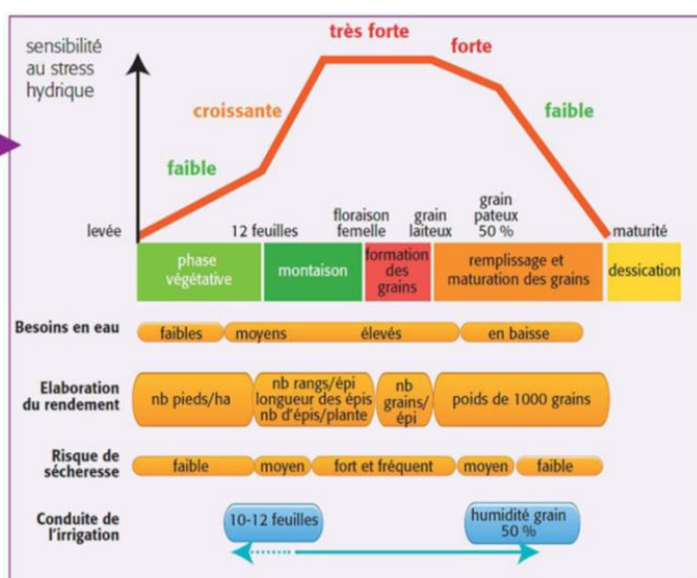 sensibilité
au stress
hydrique
très forte
forte
croissante
faible
faible
levée
12 feuilles
floraison
femelle
grain
laiteux
grain
pateux
50 %
maturité
phase
végétative
montaison
formation
des
grains
remplissage et
maturation des grains
dessication
Besoins en eau
faibles
moyens
élevés
en baisse
Elaboration
du rendement
nb pieds/ha
nb rangs/épi
longueur des épis
nb d'épis/plante
nb
grains/
épi
poids de 1000 grains
Risque de
sécheresse
faible
moyen
fort et fréquent
moyen
faible
Conduite de
l'irrigation
10-12 feuilles
humidité grain
50 %